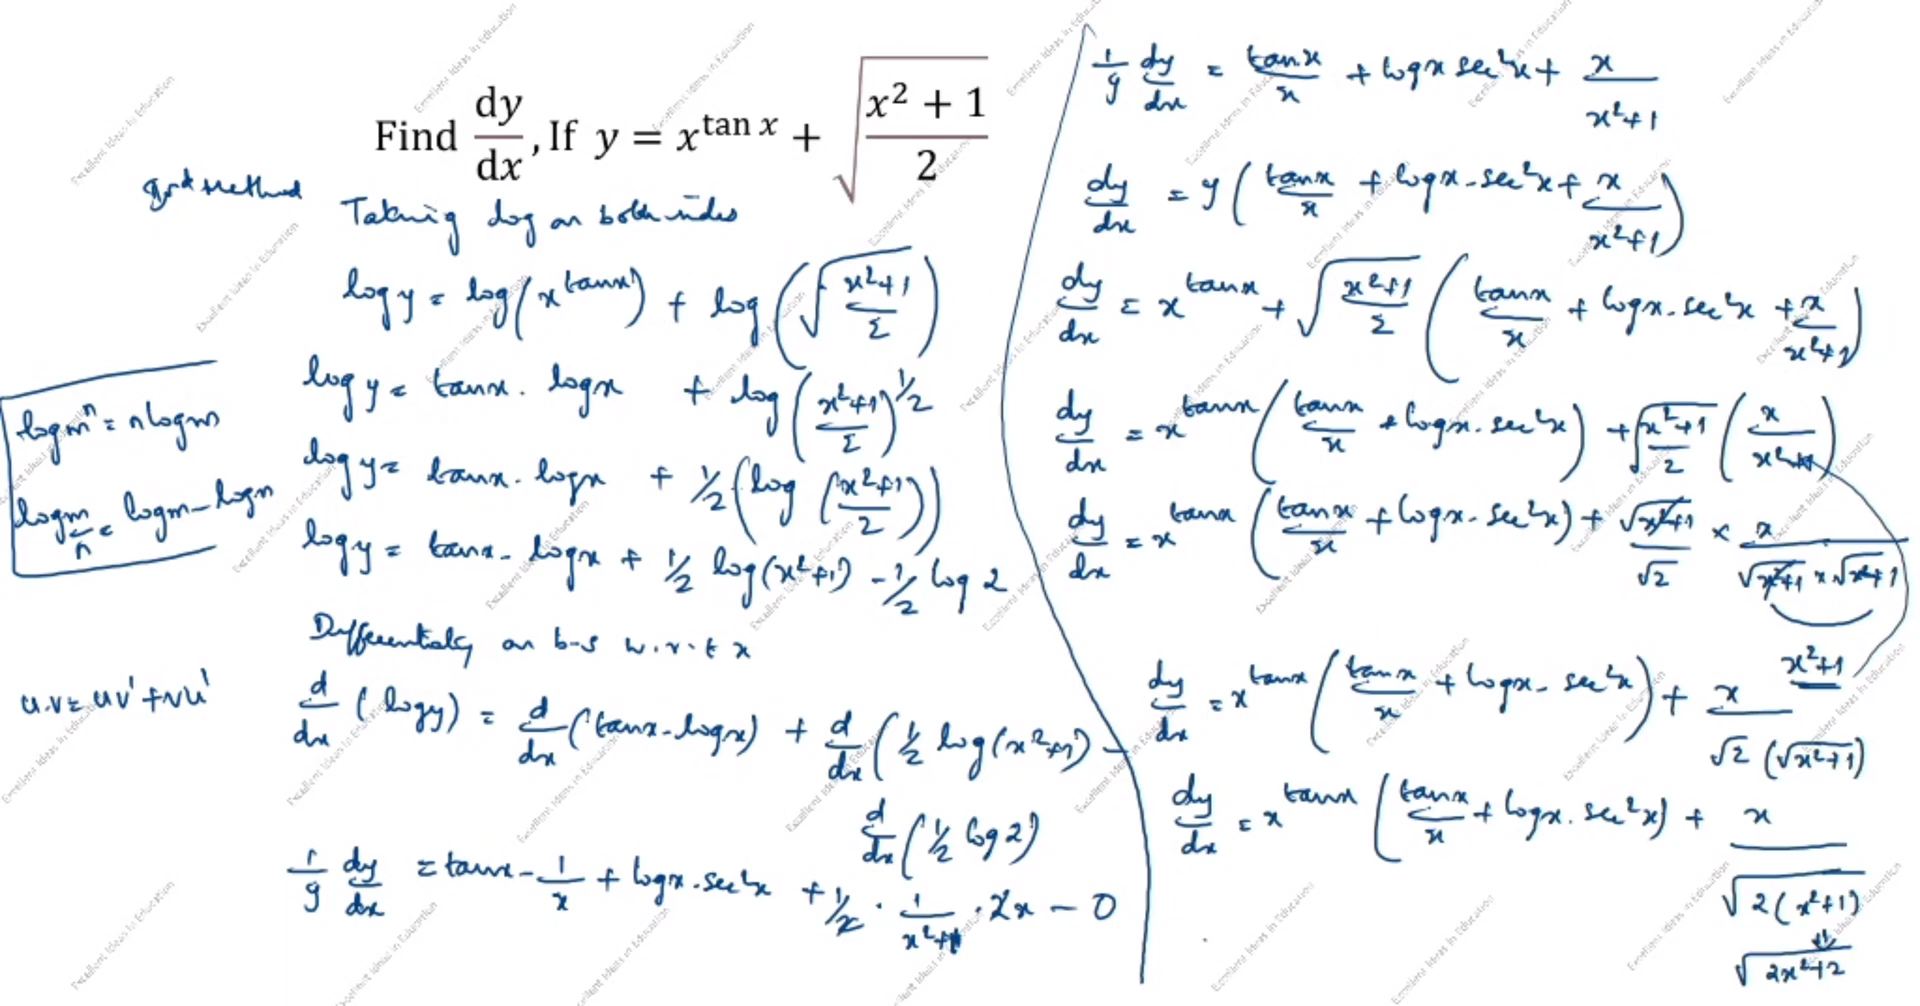 Find dy/dx, If y = x^(tan x) + √((x² + 1)/2)
Taking log on both sides
log y = log(x^(tanx)) + log(√((x²+1)/2))
log y = tanx . logx + log((x²+1)/2)^(1/2)
log m^n = n log m
log y = tanx . logx + 1/2 (log ((x²+1)/2))
log m/n = log m - log n
log y = tanx - logx + 1/2 log(x²+1) - 1/2 log 2
Differentiating on b-s w.r.t x
u.v = uv' + vu'
d/dx (log y) = d/dx (tanx - logx) + d/dx (1/2 log(x²+1) -
d/dx (1/2 log 2)
1/y dy/dx = tanx - 1/x + logx . sec²x + 1/2 . 1/(x²+1) . 2x - 0
1/y dy/dx = tanx/x + logx sec²x + x/(x²+1)
dy/dx = y (tanx/x + logx - sec²x + x/(x²+1))
dy/dx = x^(tanx) + √((x²+1)/2) (tanx/x + logx . sec²x + x/(x²+1))
dy/dx = x^(tanx) (tanx/x + logx . sec²x) + √((x²+1)/2) (x/(x²+1))
dy/dx = x^(tanx) (tanx/x + logx . sec²x) + √(x²+1)/√2 × x/(√(x²+1) × √(x²+1))
x²+1
dy/dx = x^(tanx) (tanx/x + logx - sec²x) + x/(√2 (√(x²+1)))
dy/dx = x^(tanx) (tanx/x + logx . sec²x) + x/√(2(x²+1))
√(2x²+2)
Excellent Ideas in Education